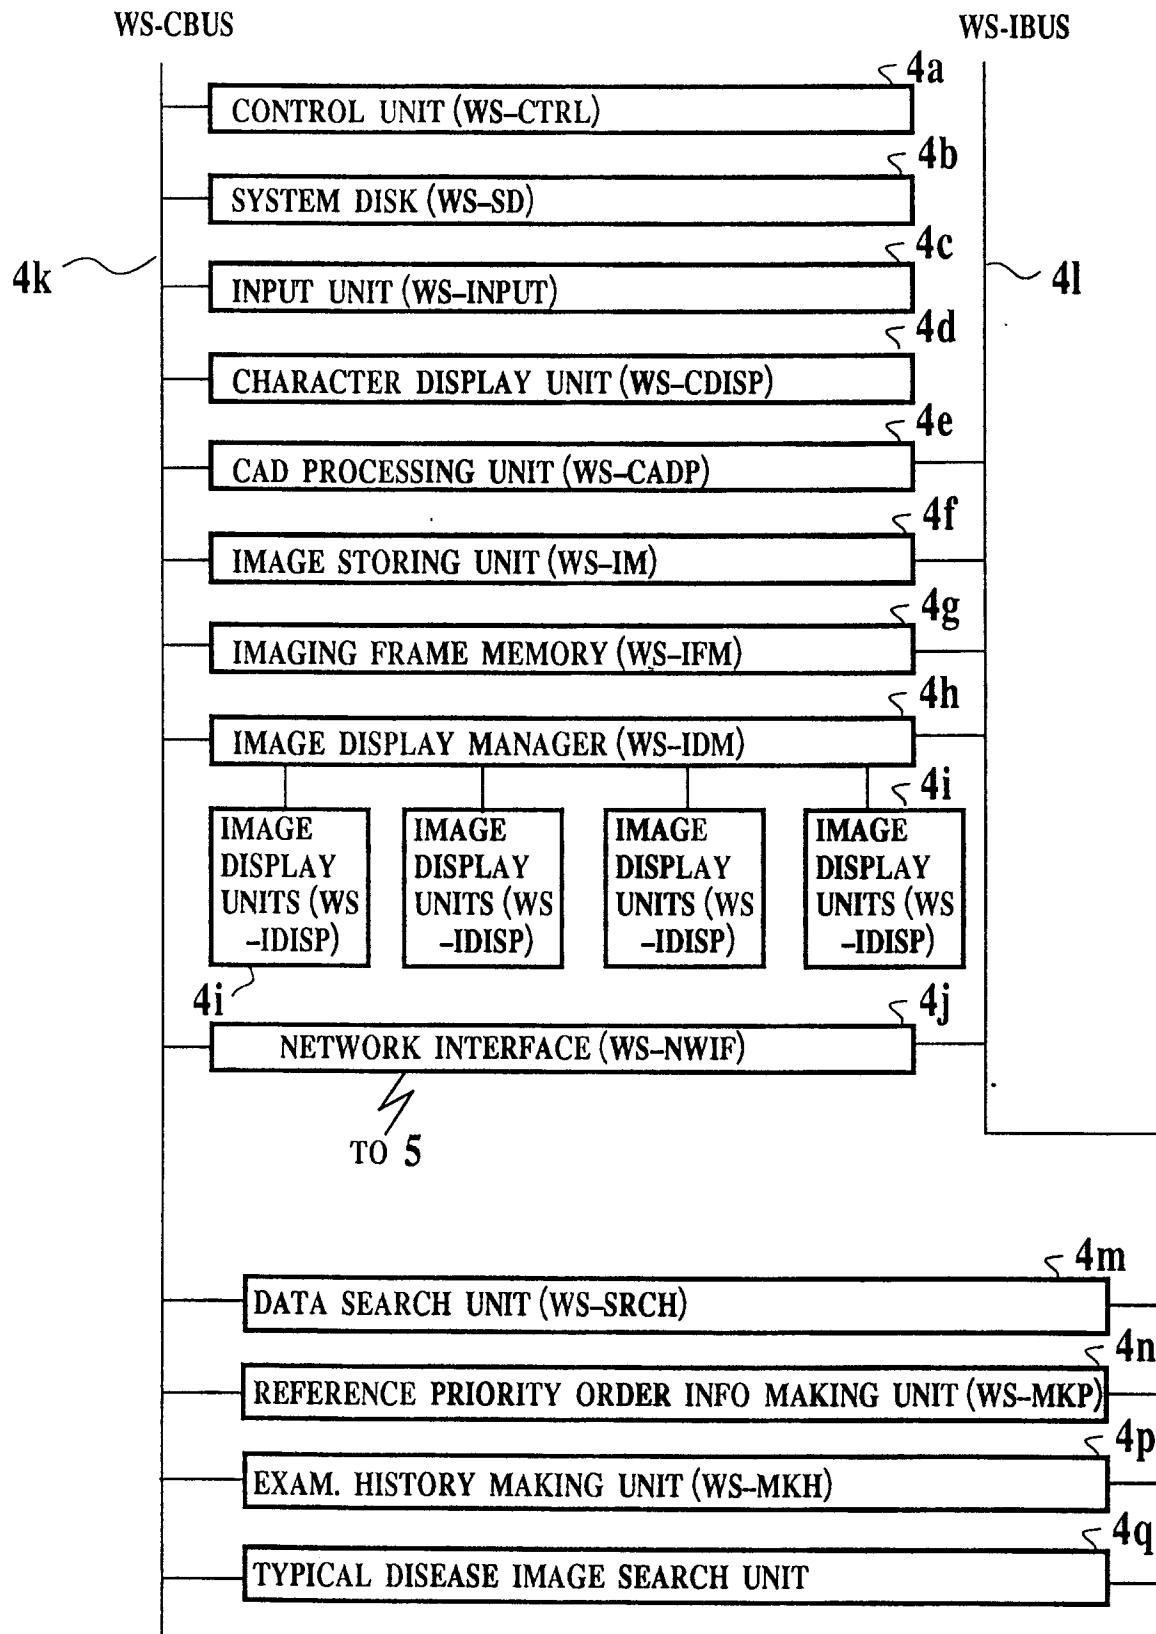 WS-CBUS
WS-IBUS
4a
CONTROL UNIT (WS-CTRL)
4b
SYSTEM DISK (WS-SD)
4c
4k
4l
INPUT UNIT (WS-INPUT)
4d
CHARACTER DISPLAY UNIT (WS-CDISP)
4e
CAD PROCESSING UNIT (WS-CADP)
4f
IMAGE STORING UNIT (WS-IM)
4g
IMAGING FRAME MEMORY (WS-IFM)
4h
IMAGE DISPLAY MANAGER (WS-IDM)
4i
IMAGE
DISPLAY
UNITS (WS
-IDISP)
IMAGE
DISPLAY
UNITS (WS
-IDISP)
IMAGE
DISPLAY
UNITS (WS
-IDISP)
IMAGE
DISPLAY
UNITS (WS
-IDISP)
4i
4j
NETWORK INTERFACE (WS-NWIF)
TO 5
4m
DATA SEARCH UNIT (WS-SRCH)
4n
REFERENCE PRIORITY ORDER INFO MAKING UNIT (WS-MKP)
4p
EXAM. HISTORY MAKING UNIT (WS-MKH)
4q
TYPICAL DISEASE IMAGE SEARCH UNIT